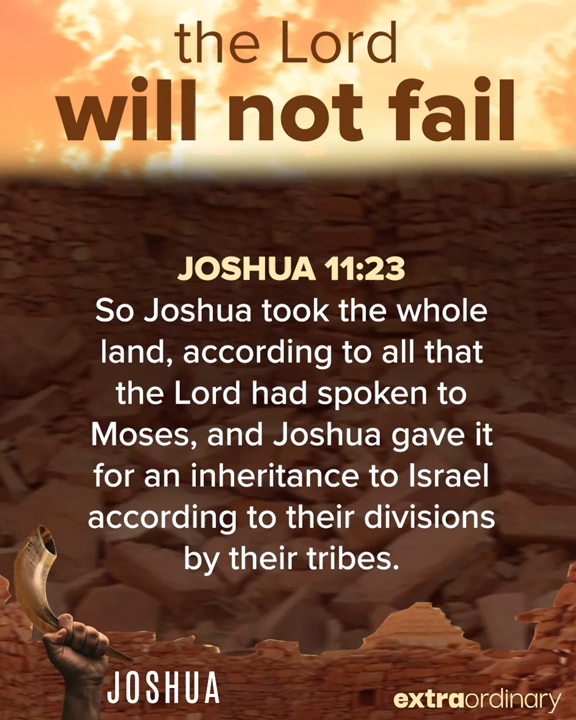 the Lord
will not fail
JOSHUA 11:23
So Joshua took the whole
land, according to all that
the Lord had spoken to
Moses, and Joshua gave it
for an inheritance to Israel
according to their divisions
by their tribes.
JOSHUA
extraordinary